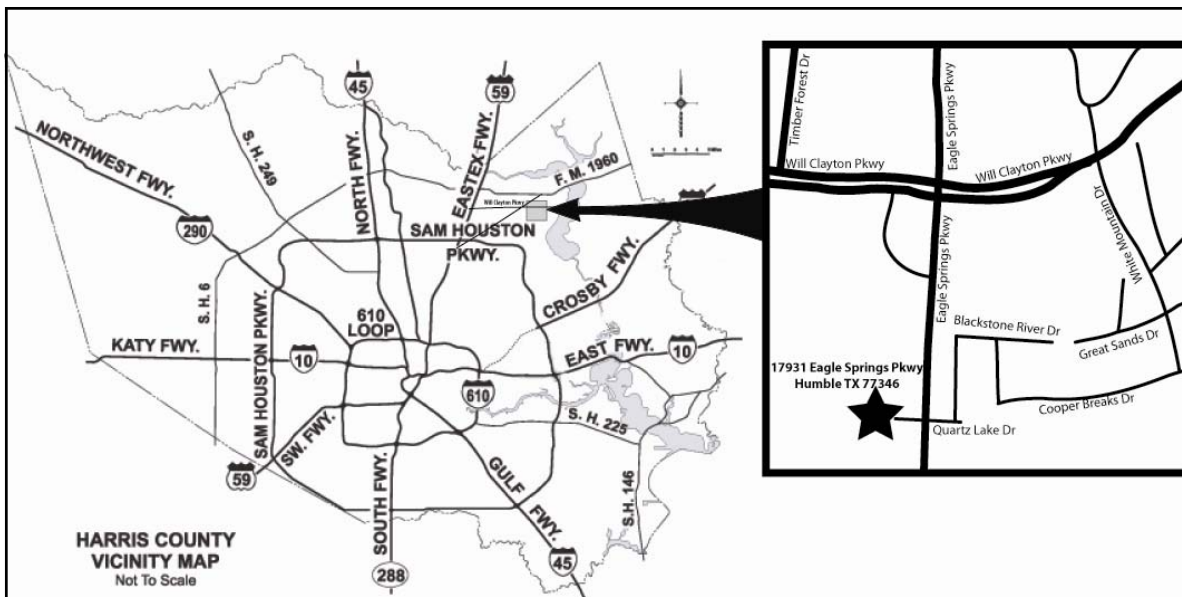 45
59
NORTHWEST FWY.
S. H. 249
NORTH FWY.
EASTEX FWY.
F. M. 1960
Will Clayton Pkwy
290
SAM HOUSTON
PKWY.
S. H. 6
CROSBY FWY.
SAM HOUSTON PKWY.
610
LOOP
KATY FWY.
10
EAST FWY.
10
610
S. H. 225
SW. FWY.
59
SOUTH FWY.
GULF FWY.
S.H. 146
288
45
HARRIS COUNTY
VICINITY MAP
Not To Scale
Timber Forest Dr
Eagle Springs Pkwy
Will Clayton Pkwy
Will Clayton Pkwy
White Mountain Dr
Eagle Springs Pkwy
Blackstone River Dr
Great Sands Dr
17931 Eagle Springs Pkwy
Humble TX 77346
Cooper Breaks Dr
Quartz Lake Dr